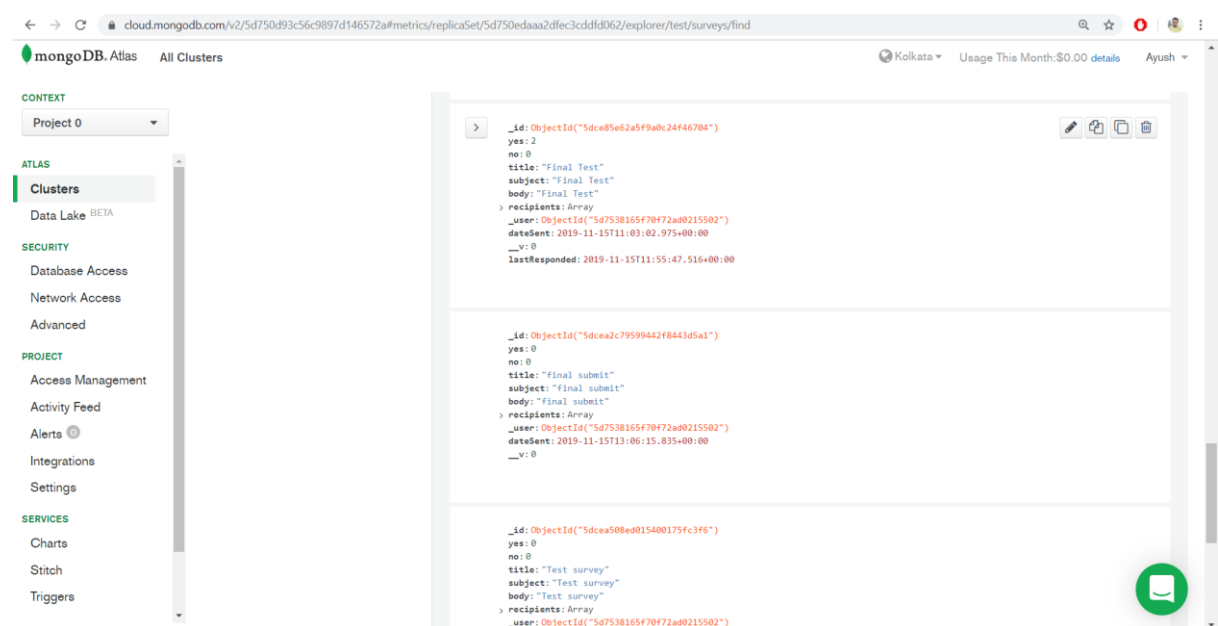 cloud.mongodb.com/v2/5d750d93c56c9897d146572a#metrics/replicaSet/5d750edaaa2dfec3cddfd062/explorer/test/surveys/find
mongoDB. Atlas All Clusters
Kolkata Usage This Month:$0.00 details Ayush
CONTEXT
Project 0
ATLAS
Clusters
Data Lake BETA
SECURITY
Database Access
Network Access
Advanced
PROJECT
Access Management
Activity Feed
Alerts 0
Integrations
Settings
SERVICES
Charts
Stitch
Triggers
_id: ObjectId("5dce85e62a5f9a0c24f46704")
yes: 2
no: 0
title: "Final Test"
subject: "Final Test"
body: "Final Test"
recipients: Array
_user: ObjectId("5d7538165f70f72ad0215502")
dateSent: 2019-11-15T11:03:02.975+00:00
__v: 0
lastResponded: 2019-11-15T11:55:47.516+00:00
_id: ObjectId("5dcea2c79599442f8443d5a1")
yes: 0
no: 0
title: "final submit"
subject: "final submit"
body: "final submit"
recipients: Array
_user: ObjectId("5d7538165f70f72ad0215502")
dateSent: 2019-11-15T13:06:15.835+00:00
__v: 0
_id: ObjectId("5dcea508ed015400175fc3f6")
yes: 0
no: 0
title: "Test survey"
subject: "Test survey"
body: "Test survey"
recipients: Array
_user: ObjectId("5d7538165f70f72ad0215502")